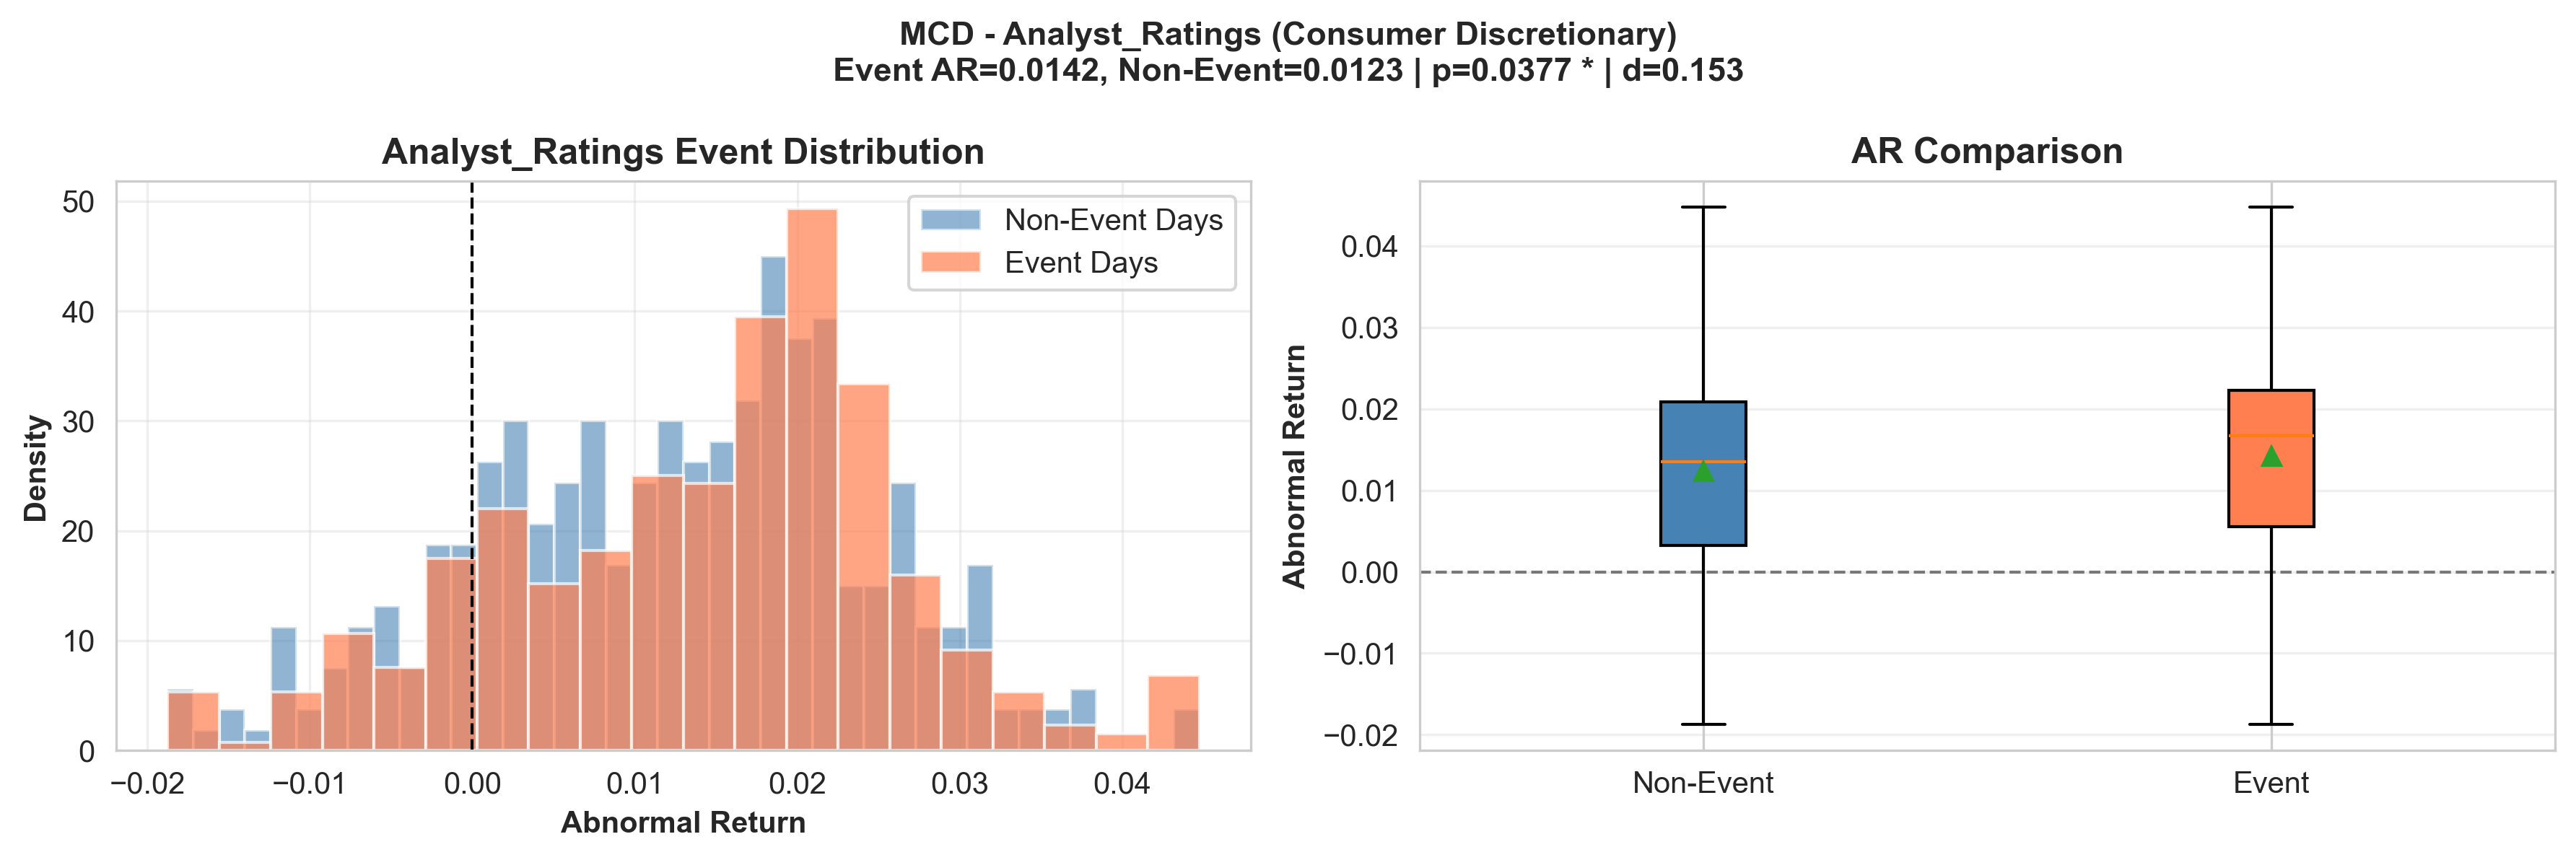 MCD - Analyst_Ratings (Consumer Discretionary)
Event AR=0.0142, Non-Event=0.0123 | p=0.0377 * | d=0.153
Analyst_Ratings Event Distribution
Density
50
40
30
20
10
0
Non-Event Days
Event Days
−0.02
−0.01
0.00
0.01
0.02
0.03
0.04
Abnormal Return
AR Comparison
Abnormal Return
0.04
0.03
0.02
0.01
0.00
−0.01
−0.02
Non-Event
Event